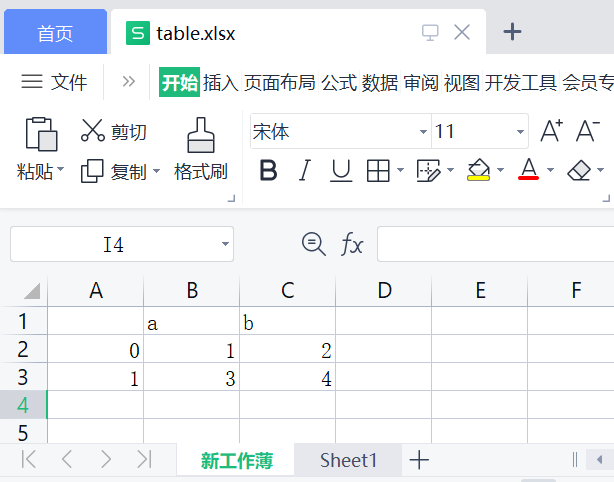 首页 table.xlsx
文件 开始 插入 页面布局 公式 数据 审阅 视图 开发工具 会员专
剪切 宋体 11 A+ A-
粘贴 复制 格式刷 B I U A
I4 fx
A B C D E F
1 a b
2 0 1 2
3 1 3 4
4
5
新工作薄 Sheet1